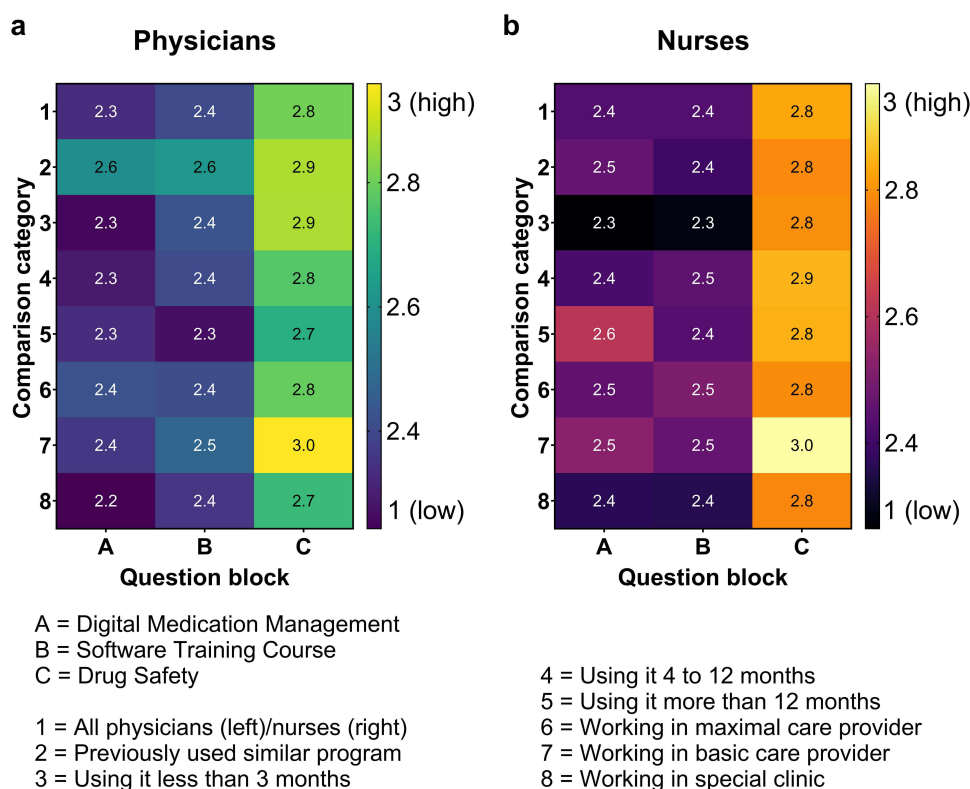 a
Physicians
b
Nurses
Comparison category
1
2.3 2.4 2.8
2
2.6 2.6 2.9
3
2.3 2.4 2.9
4
2.3 2.4 2.8
5
2.3 2.3 2.7
6
2.4 2.4 2.8
7
2.4 2.5 3.0
8
2.2 2.4 2.7
A B C
Question block
3 (high)
2.8
2.6
2.4
1 (low)
Comparison category
1
2.4 2.4 2.8
2
2.5 2.4 2.8
3
2.3 2.3 2.8
4
2.4 2.5 2.9
5
2.6 2.4 2.8
6
2.5 2.5 2.8
7
2.5 2.5 3.0
8
2.4 2.4 2.8
A B C
Question block
3 (high)
2.8
2.6
2.4
1 (low)
A = Digital Medication Management
B = Software Training Course
C = Drug Safety
1 = All physicians (left)/nurses (right)
2 = Previously used similar program
3 = Using it less than 3 months
4 = Using it 4 to 12 months
5 = Using it more than 12 months
6 = Working in maximal care provider
7 = Working in basic care provider
8 = Working in special clinic